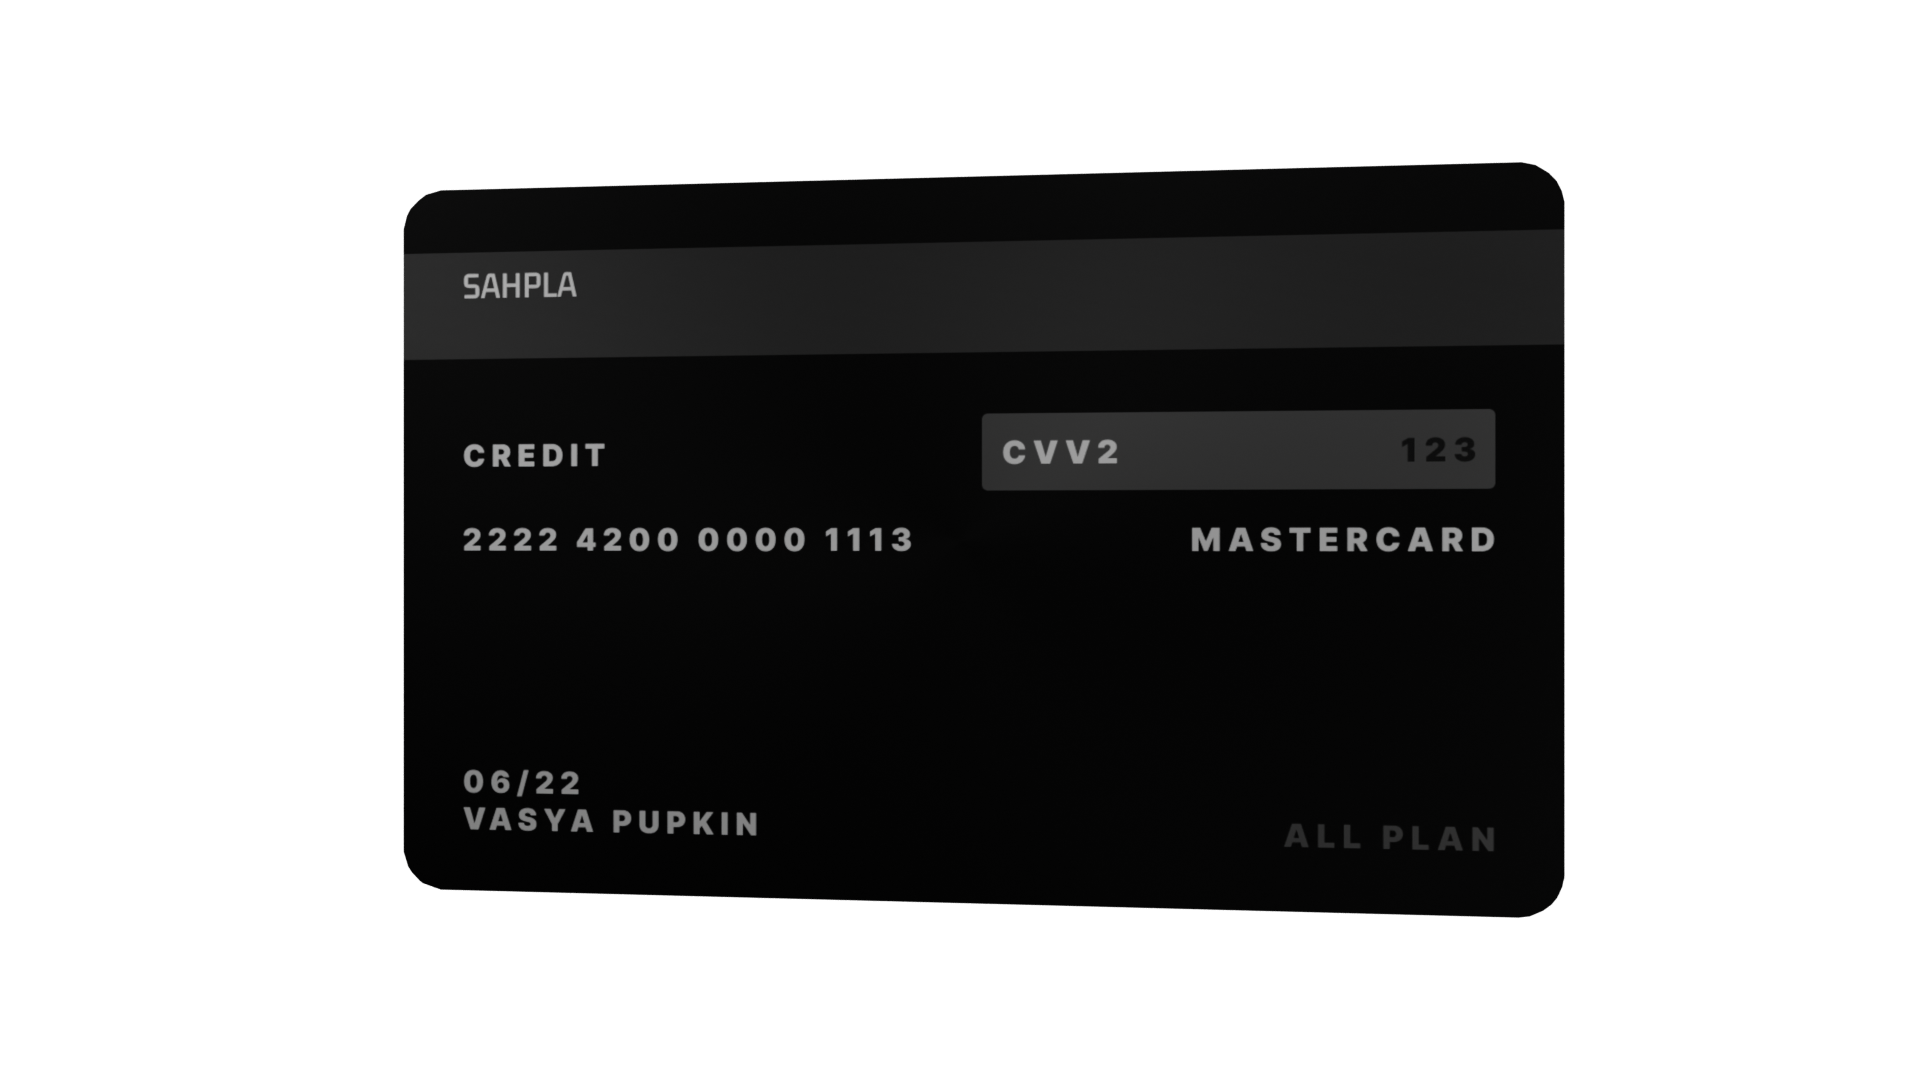 SAHPLA
CREDIT
CVV2 123
2222 4200 0000 1113
MASTERCARD
06/22
VASYA PUPKIN
ALL PLAN